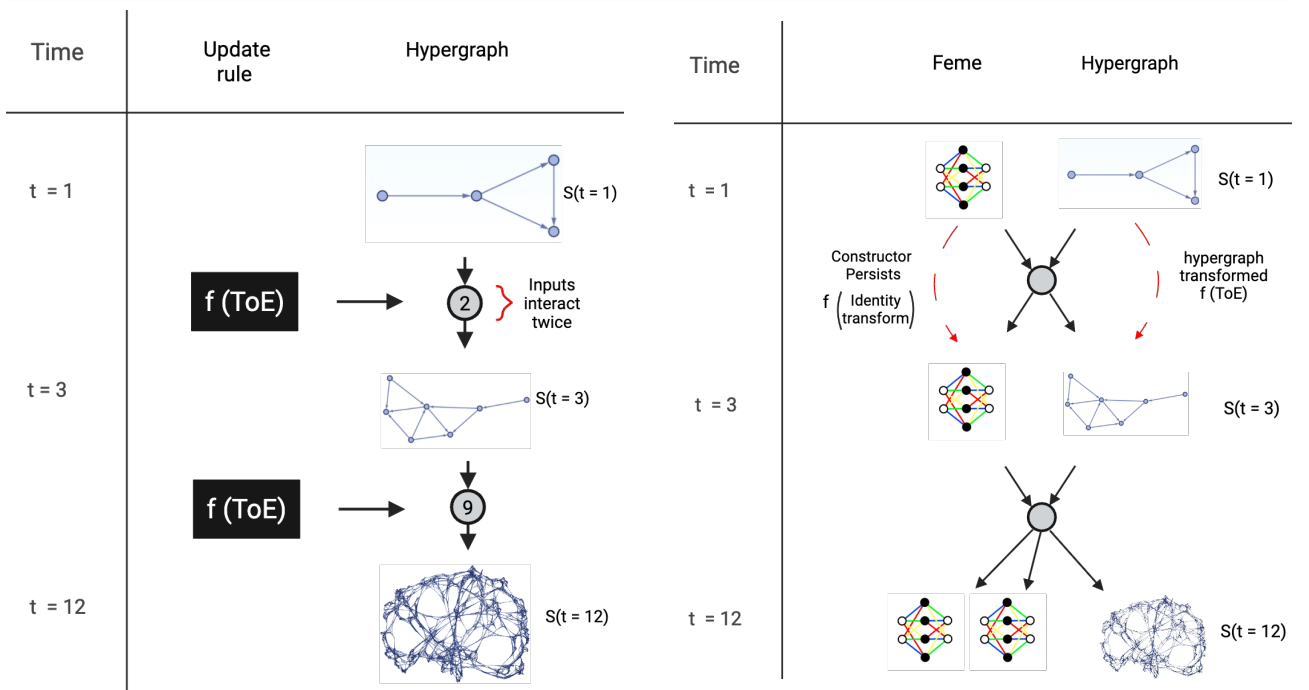 Time
Update
rule
Hypergraph
t = 1
S(t = 1)
f (ToE)
2
Inputs
interact
twice
t = 3
S(t = 3)
f (ToE)
9
t = 12
S(t = 12)
Time
Feme
Hypergraph
t = 1
S(t = 1)
Constructor
Persists
f (Identity
transform)
hypergraph
transformed
f (ToE)
t = 3
S(t = 3)
t = 12
S(t = 12)